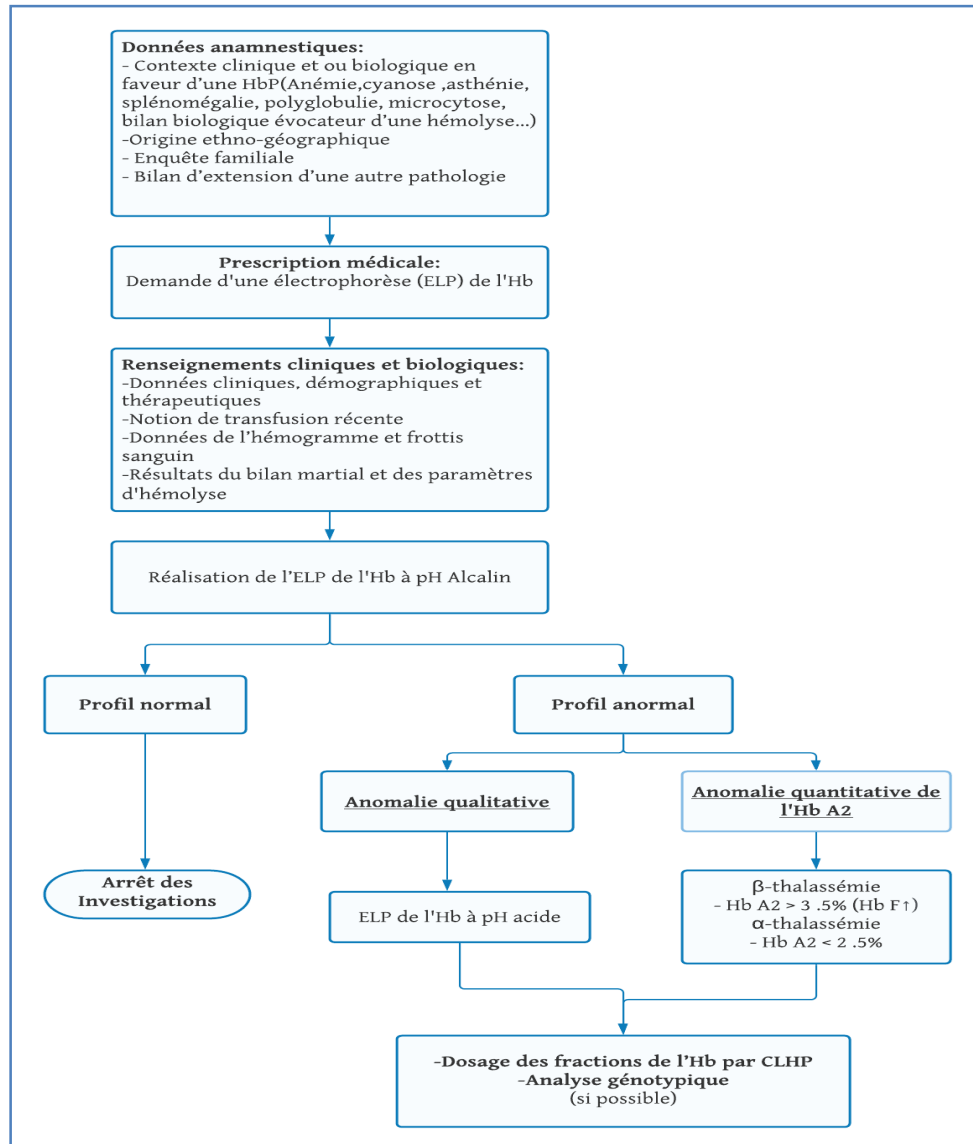 Données anamnestiques:
- Contexte clinique et ou biologique en
faveur d'une HbP(Anémie,cyanose ,asthénie,
splénomégalie, polyglobulie, microcytose,
bilan biologique évocateur d'une hémolyse...)
-Origine ethno-géographique
- Enquête familiale
- Bilan d'extension d'une autre pathologie
Prescription médicale:
Demande d'une électrophorèse (ELP) de l'Hb
Renseignements cliniques et biologiques:
-Données cliniques, démographiques et
thérapeutiques
-Notion de transfusion récente
-Données de l'hémogramme et frottis
sanguin
-Résultats du bilan martial et des paramètres
d'hémolyse
Réalisation de l'ELP de l'Hb à pH Alcalin
Profil normal
Profil anormal
Anomalie qualitative
Anomalie quantitative de
l'Hb A2
Arrêt des
Investigations
ELP de l'Hb à pH acide
β-thalassémie
- Hb A2 > 3 .5% (Hb F↑)
α-thalassémie
- Hb A2 < 2 .5%
-Dosage des fractions de l'Hb par CLHP
-Analyse génotypique
(si possible)